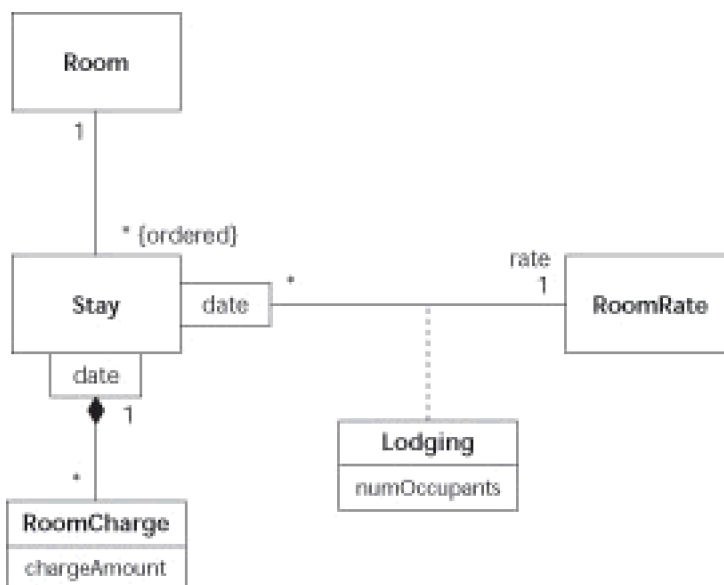 Room
1
* {ordered}
Stay
date
*
rate
1
RoomRate
date
1
*
Lodging
numOccupants
RoomCharge
chargeAmount